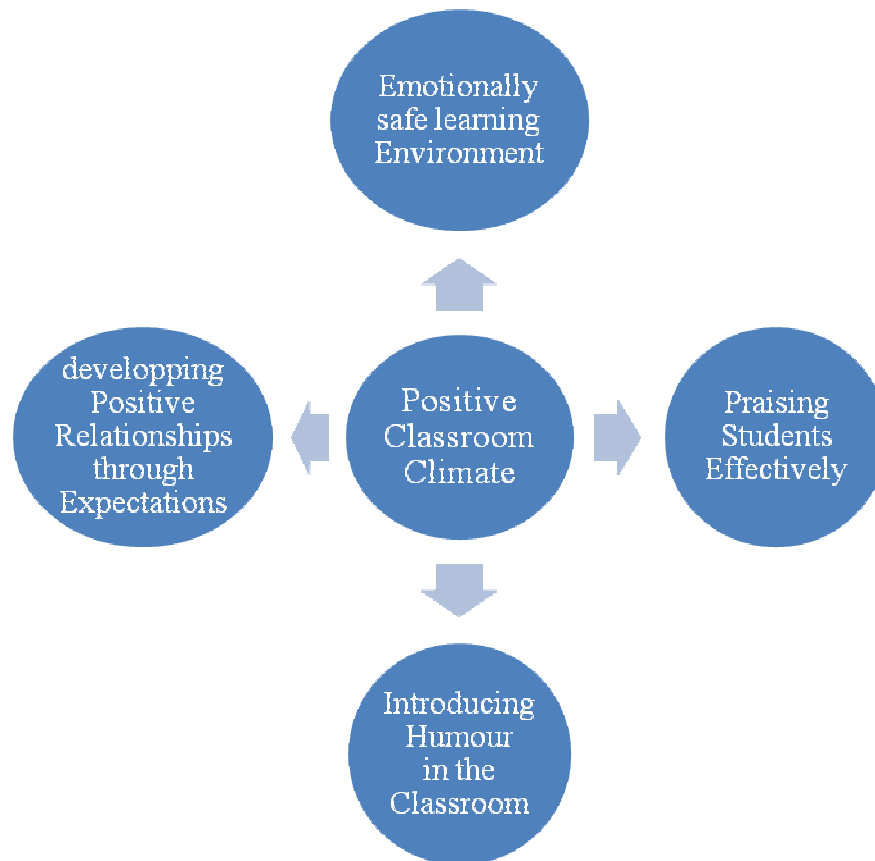 Emotionally
safe learning
Environment
developping
Positive
Relationships
through
Expectations
Positive
Classroom
Climate
Praising
Students
Effectively
Introducing
Humour
in the
Classroom